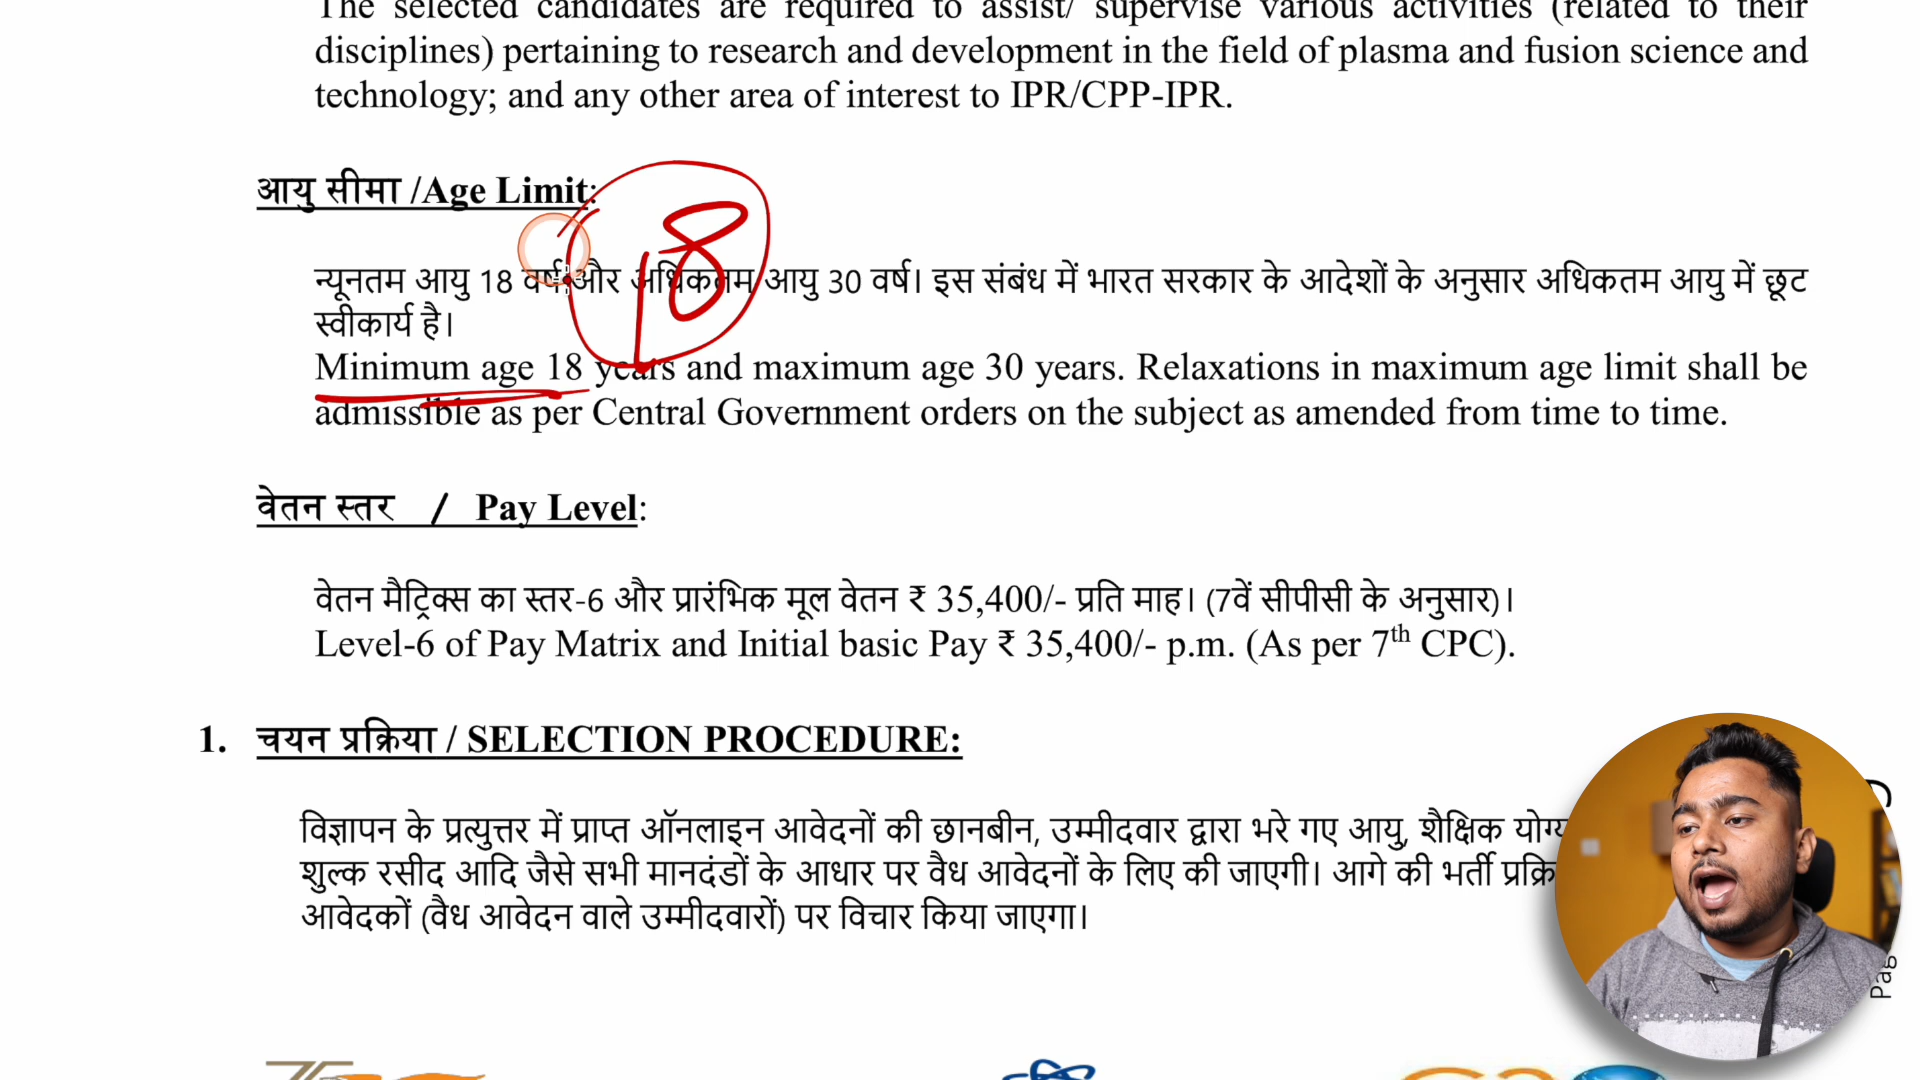 The selected candidates are required to assist/ supervise various activities (related to their
disciplines) pertaining to research and development in the field of plasma and fusion science and
technology; and any other area of interest to IPR/CPP-IPR.
आयु सीमा /Age Limit:
18
न्यूनतम आयु 18 वर्ष और अधिकतम आयु 30 वर्ष। इस संबंध में भारत सरकार के आदेशों के अनुसार अधिकतम आयु में छूट
स्वीकार्य है।
Minimum age 18 years and maximum age 30 years. Relaxations in maximum age limit shall be
admissible as per Central Government orders on the subject as amended from time to time.
वेतन स्तर / Pay Level:
वेतन मैट्रिक्स का स्तर-6 और प्रारंभिक मूल वेतन ₹ 35,400/- प्रति माह। (7वें सीपीसी के अनुसार)।
Level-6 of Pay Matrix and Initial basic Pay ₹ 35,400/- p.m. (As per 7th CPC).
1. चयन प्रक्रिया / SELECTION PROCEDURE:
विज्ञापन के प्रत्युत्तर में प्राप्त ऑनलाइन आवेदनों की छानबीन, उम्मीदवार द्वारा भरे गए आयु, शैक्षिक
शुल्क रसीद आदि जैसे सभी मानदंडों के आधार पर वैध आवेदनों के लिए की जाएगी। आगे की भर्ती
आवेदकों (वैध आवेदन वाले उम्मीदवारों) पर विचार किया जाएगा।